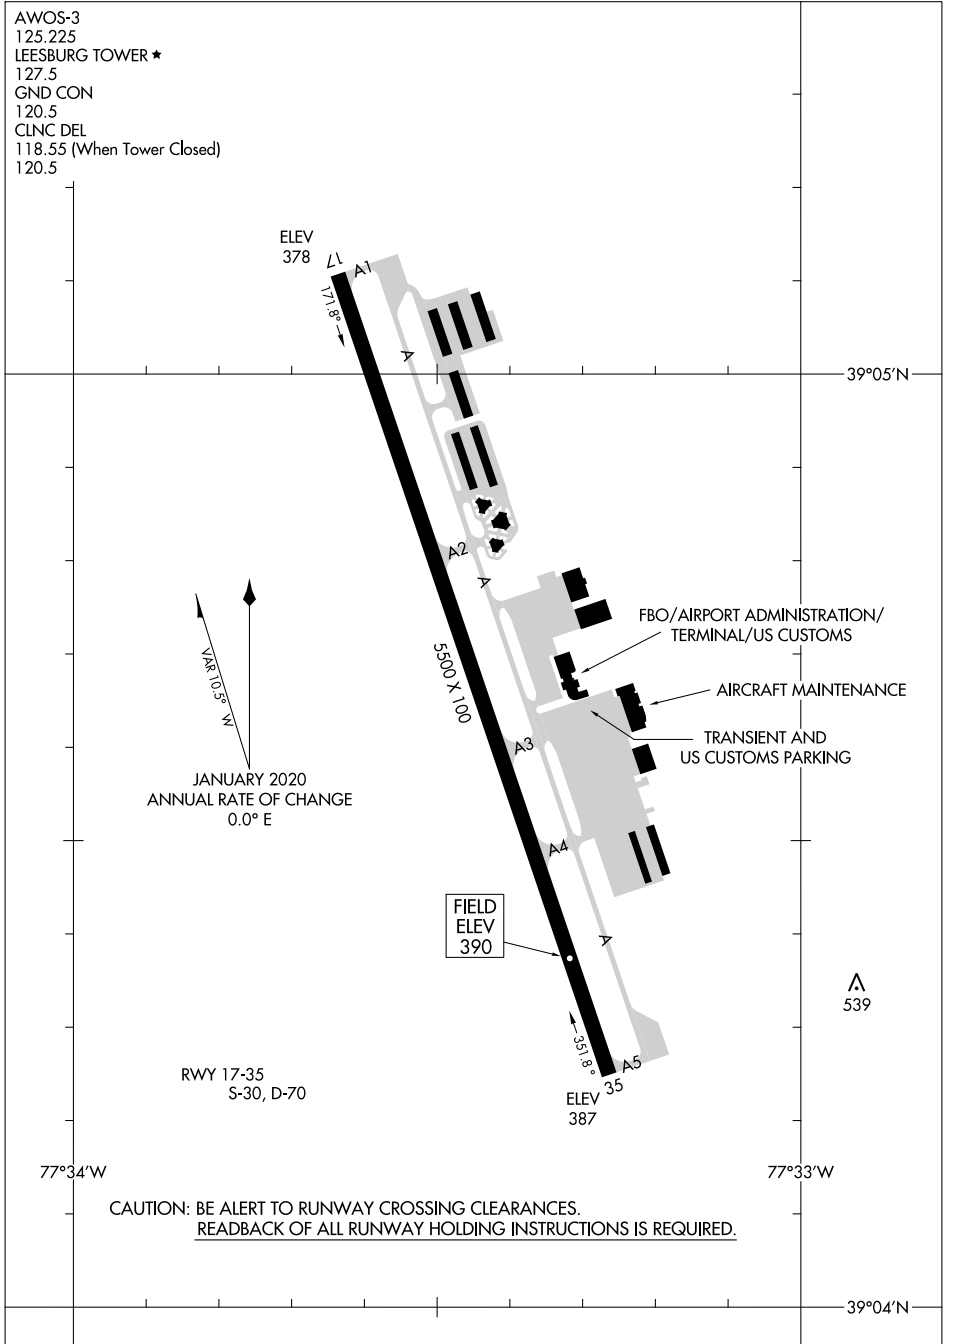 AWOS-3
125.225
LEESBURG TOWER ★
127.5
GND CON
120.5
CLNC DEL
118.55 (When Tower Closed)
120.5
ELEV
378
17
A1
171.8°
A
39°05'N
A2
A
VAR 10.5° W
5500 X 100
FBO/AIRPORT ADMINISTRATION/
TERMINAL/US CUSTOMS
AIRCRAFT MAINTENANCE
TRANSIENT AND
US CUSTOMS PARKING
A3
JANUARY 2020
ANNUAL RATE OF CHANGE
0.0° E
A4
FIELD
ELEV
390
A
539
351.8°
A5
35
ELEV
387
RWY 17-35
S-30, D-70
77°34'W
77°33'W
CAUTION: BE ALERT TO RUNWAY CROSSING CLEARANCES.
READBACK OF ALL RUNWAY HOLDING INSTRUCTIONS IS REQUIRED.
39°04'N